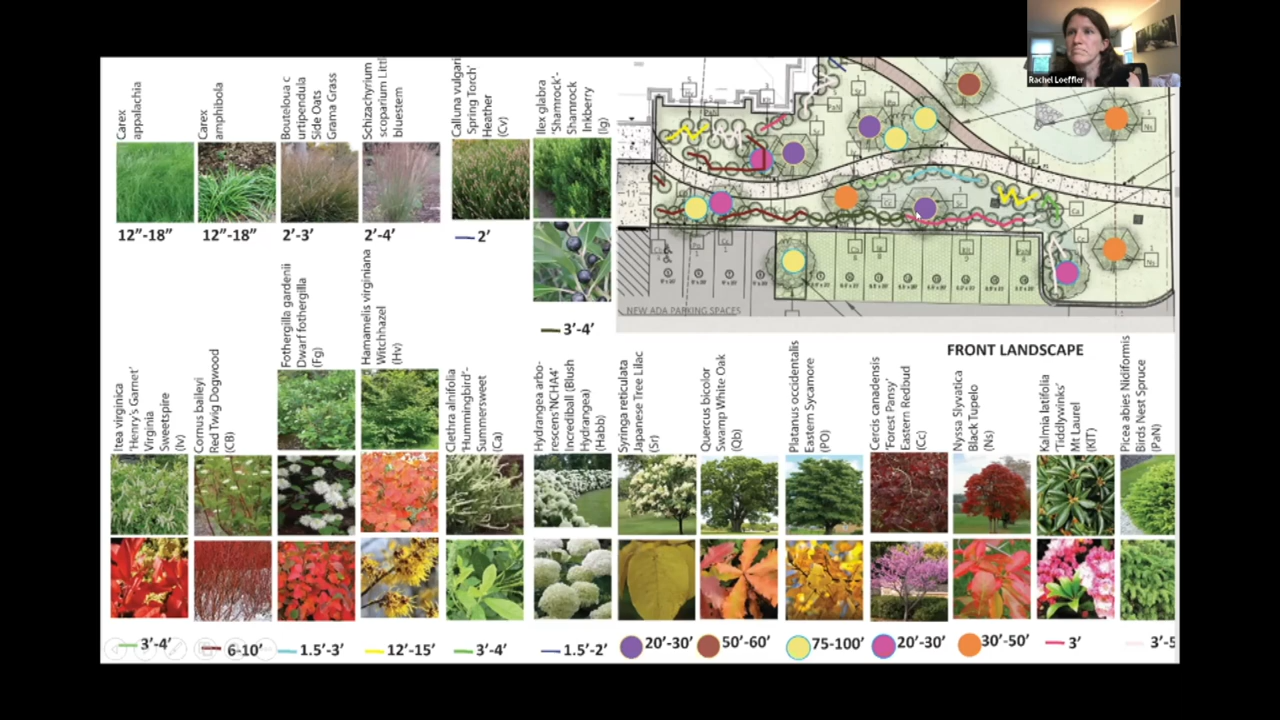 Rachel Loeffler
Carex
appalachia
Carex
amphibola
Bouteloua c
urtipendula
Side Oats
Grama Grass
Schizachyrium
scoparium Littl
bluestem
Calluna vulgari
Spring Torch'
Heather
(Cv)
Ilex glabra
'Shamrock'-
Shamrock
Inkberry
(Ig)
12"-18"
12"-18"
2'-3'
2'-4'
2'
3'-4'
NEW ADA PARKING SPACES
FRONT LANDSCAPE
Itea virginica
'Henry's Garnet'
Virginia
Sweetspire
(Iv)
Cornus baileyi
Red Twig Dogwood
(CB)
Fothergilla gardenii
Dwarf fothergilla
(Fg)
Hamamelis virginiana
Witchhazel
(Hv)
Clethra alnifolia
'Hummingbird'-
Summersweet
(Ca)
Hydrangea arbo-
rescens'NCHA4'
Incrediball (Blush
Hydrangea)
(Habb)
Syringa reticulata
Japanese Tree Lilac
(Sr)
Quercus bicolor
Swamp White Oak
(Qb)
Platanus occidentalis
Eastern Sycamore
(PO)
Cercis canadensis
'Forest Pansy'
Eastern Redbud
(Cc)
Nyssa Slyvatica
Black Tupelo
(Ns)
Kalmia latifolia
'Tiddlywinks'
Mt Laurel
(KlT)
Picea abies Nidiformis
Birds Nest Spruce
(PaN)
3'-4'
6-10'
1.5'-3'
12'-15'
3'-4'
1.5'-2'
20'-30'
50'-60'
75-100'
20'-30'
30'-50'
3'
3'-5